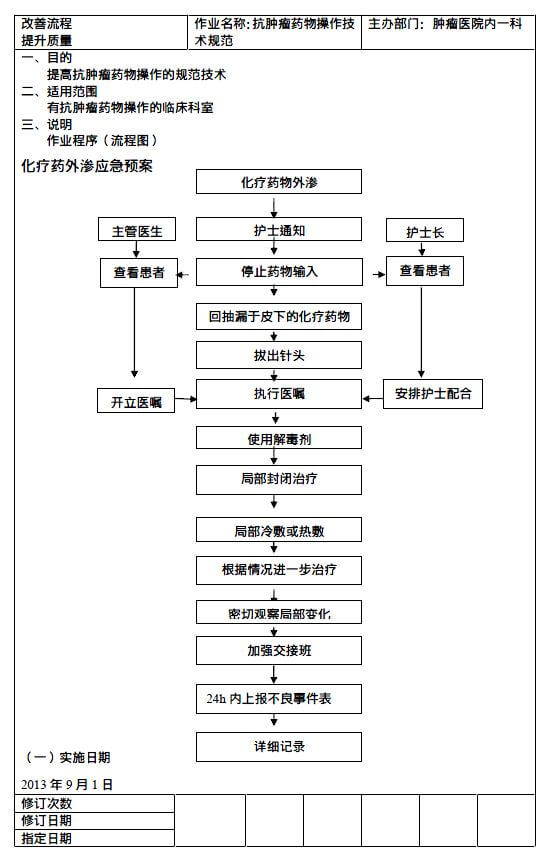 改善流程
提升质量
作业名称:抗肿瘤药物操作技
术规范
主办部门：肿瘤医院内一科
一、目的
提高抗肿瘤药物操作的规范技术
二、适用范围
有抗肿瘤药物操作的临床科室
三、说明
作业程序（流程图）
化疗药外渗应急预案
化疗药物外渗
主管医生
护士通知
护士长
查看患者
停止药物输入
查看患者
回抽漏于皮下的化疗药物
拔出针头
开立医嘱
执行医嘱
安排护士配合
使用解毒剂
局部封闭治疗
局部冷敷或热敷
根据情况进一步治疗
密切观察局部变化
加强交接班
24h 内上报不良事件表
详细记录
（一）实施日期
2013 年 9 月 1 日
修订次数
修订日期
指定日期